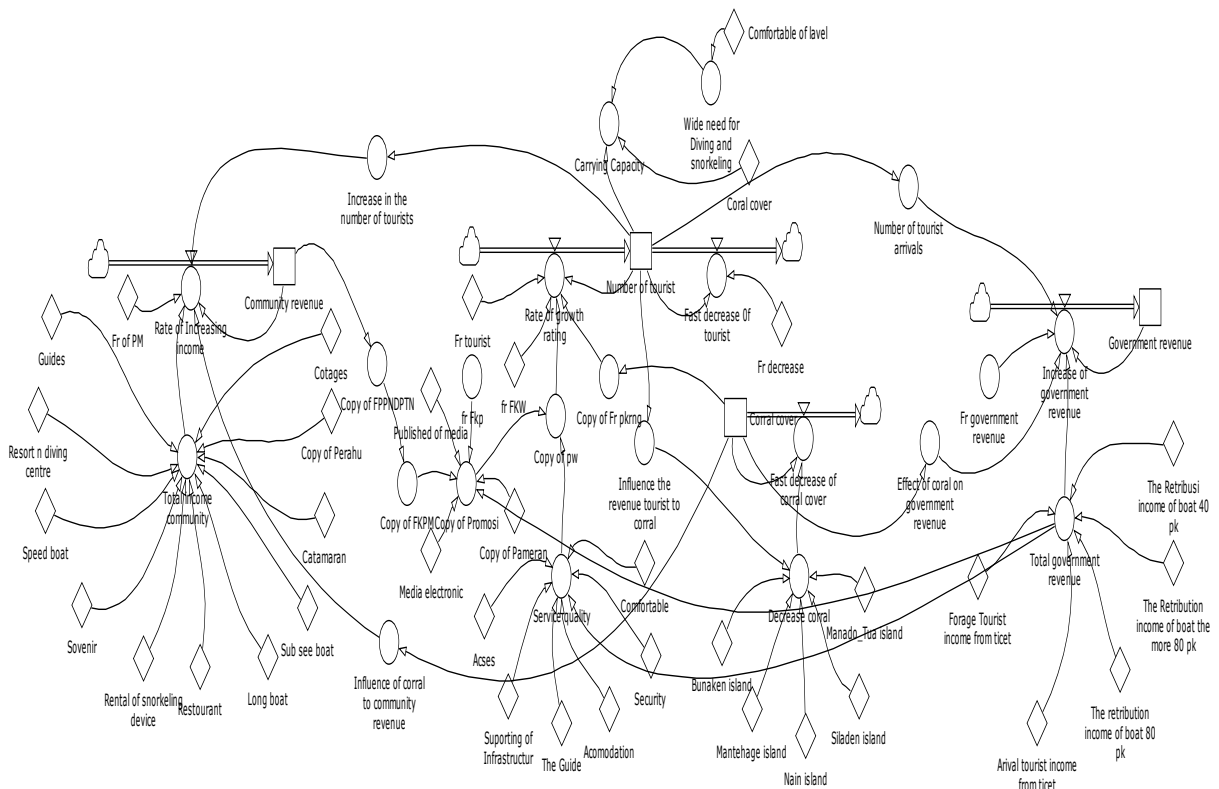 Comfortable of lavel
Wide need for
Diving and
snorkeling
Carrying Capacity
Coral cover
Increase in the
number of tourists
Number of tourist
arrivals
Community revenue
Number of tourist
Fr of PM
Rate of Increasing
income
Fr tourist
Rate of growth
rating
Fast decrease 0f
tourist
Fr decrease
Government revenue
Guides
Cotages
Copy of FPPNDPTN
Published of media
fr Fkp
fr FKW
Copy of Fr pkrng
Corral cover
Fr government
revenue
Increase of
government
revenue
Resort n diving
centre
Copy of Perahu
Copy of pw
Influence the
revenue tourist to
corral
Fast decrease of
corral cover
Effect of coral on
government
revenue
The Retribusi
income of boat 40
pk
Total income
community
Copy of FKPM
Copy of Promosi
Speed boat
Catamaran
Copy of Pameran
Total government
revenue
Media electronic
Service quality
Comfortable
Decrease corral
Manado_Tua island
Forage Tourist
income from ticet
The Retribution
income of boat the
more 80 pk
Sovenir
Sub see boat
Acses
Rental of snorkeling
device
Restourant
Long boat
Influence of corral
to community
revenue
Security
Bunaken island
Suporting of
Infrastructur
The Guide
Acomodation
Mantehage island
Nain island
Siladen island
The retribution
income of boat 80
pk
Arival tourist income
from ticet